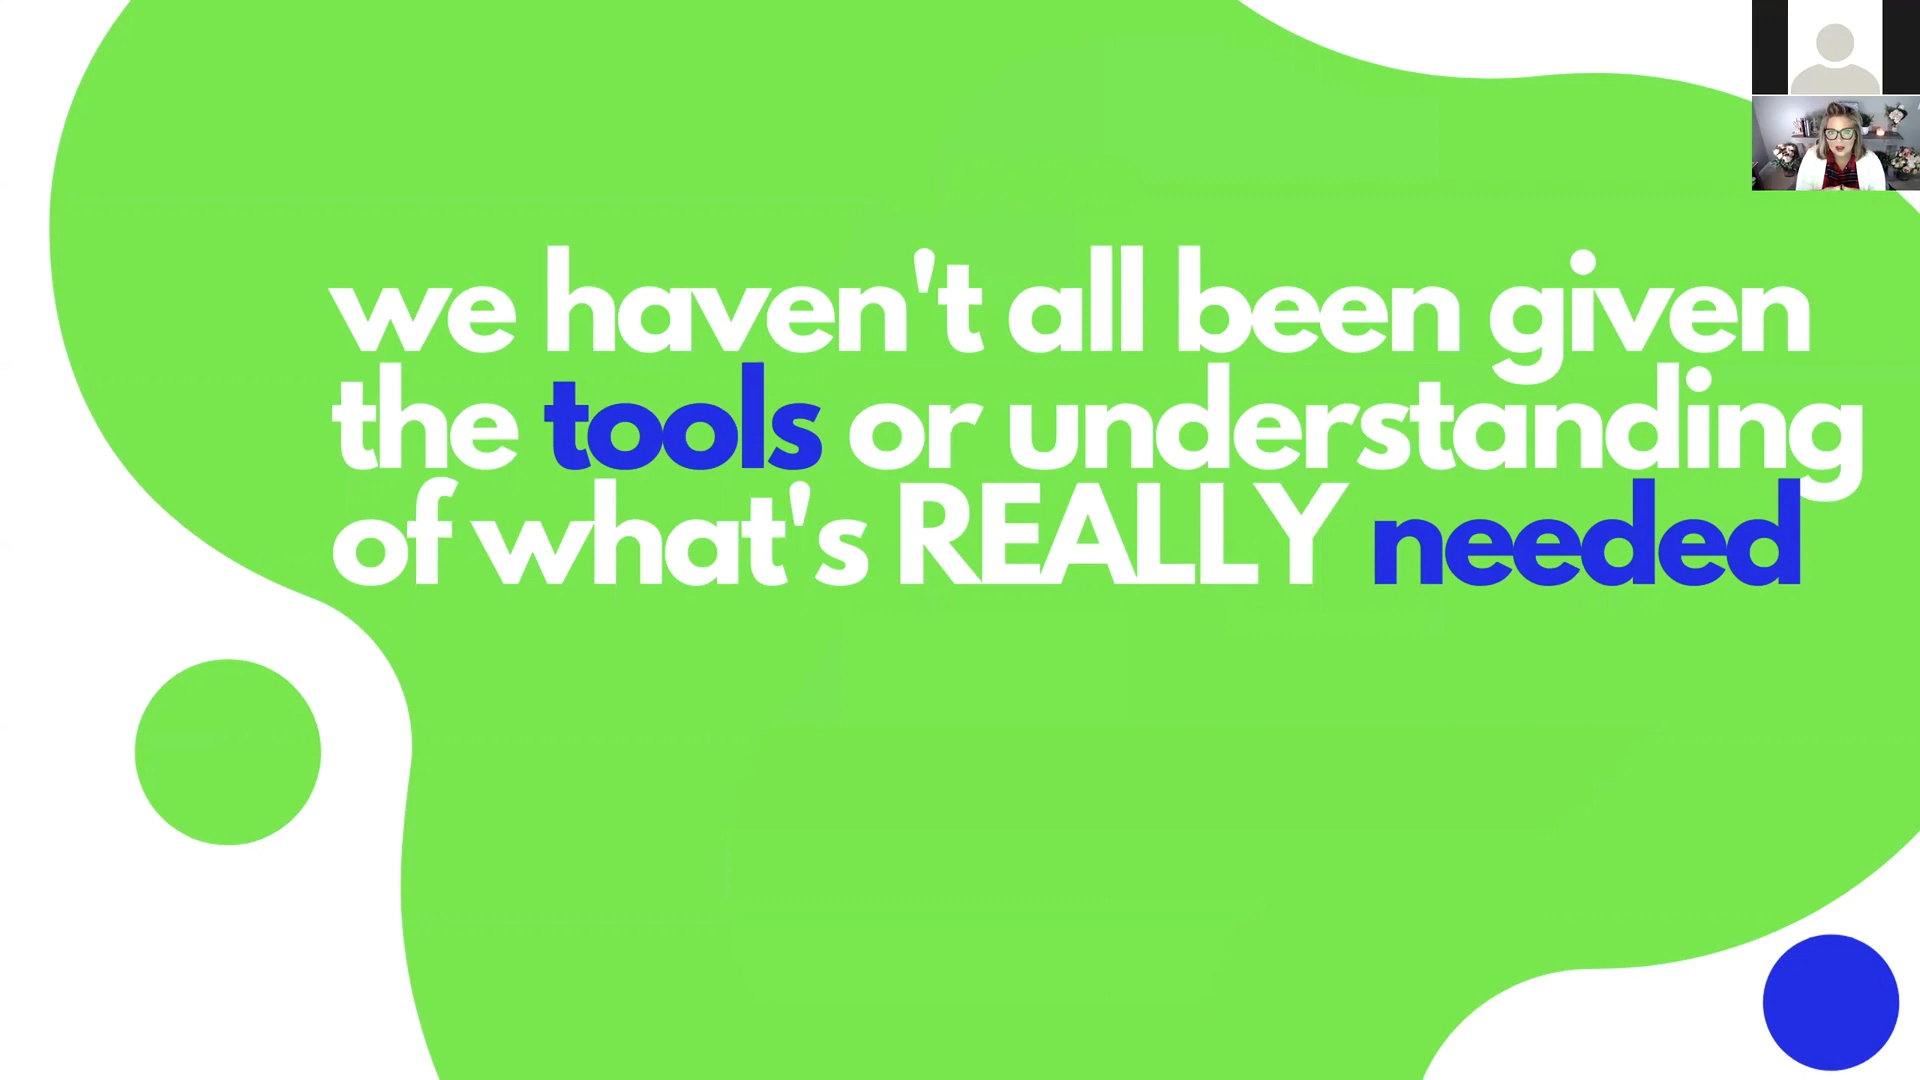 we haven't all been given
the tools or understanding
of what's REALLY needed